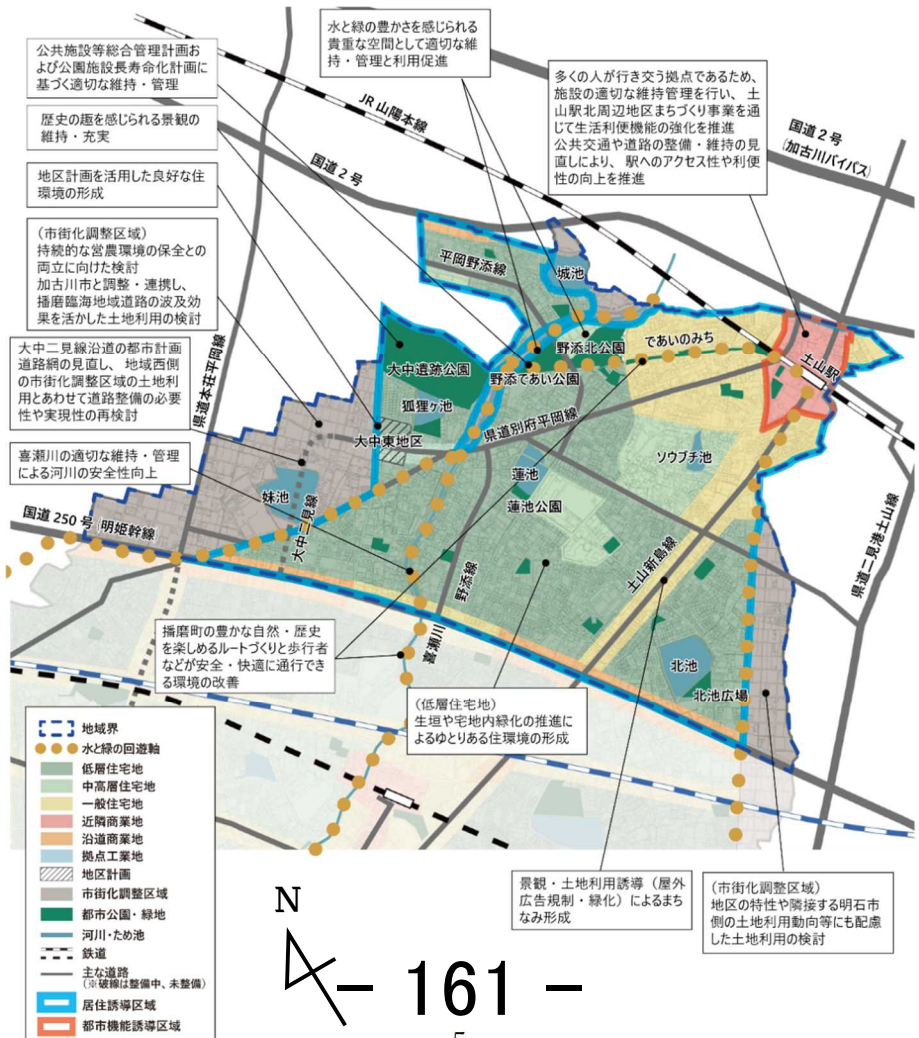 公共施設等総合管理計画お
よび公園施設長寿命化計画に
基づく適切な維持・管理
歴史の趣を感じられる景観の
維持・充実
地区計画を活用した良好な住
環境の形成
(市街化調整区域)
持続的な営農環境の保全との
両立に向けた検討
加古川市と調整・連携し、
播磨臨海地域道路の波及効
果を活かした土地利用の検討
大中二見線沿道の都市計画
道路網の見直し、地域西側
の市街化調整区域の土地利
用とあわせて道路整備の必要
性や実現性の再検討
喜瀬川の適切な維持・管理
による河川の安全性向上
水と緑の豊かさを感じられる
貴重な空間として適切な維
持・管理と利用促進
多くの人が行き交う拠点であるため、
施設の適切な維持管理を行い、土
山駅北周辺地区まちづくり事業を通
じて生活利便機能の強化を推進
公共交通や道路の整備・維持の見
直しにより、駅へのアクセス性や利便
性の向上を推進
JR山陽本線
国道2号
国道2号
(加古川バイパス)
平岡野添線
城池
野添北公園
であいのみち
野添であい公園
土山駅
大中遺跡公園
狐狸ヶ池
大中東地区
県道別府平岡線
県道本荘平岡線
蓮池
蓮池公園
ソウブチ池
妹池
大中二見線
国道250号(明姫幹線)
野添線
喜瀬川
土山新島線
県道二見港土山線
北池
北池広場
播磨町の豊かな自然・歴史
を楽しめるルートづくりと歩行者
などが安全・快適に通行でき
る環境の改善
(低層住宅地)
生垣や宅地内緑化の推進に
よるゆとりある住環境の形成
景観・土地利用誘導(屋外
広告規制・緑化)によるまち
なみ形成
(市街化調整区域)
地区の特性や隣接する明石市
側の土地利用動向等にも配慮
した土地利用の検討
地域界
水と緑の回遊軸
低層住宅地
中高層住宅地
一般住宅地
近隣商業地
沿道商業地
拠点工業地
地区計画
市街化調整区域
都市公園・緑地
河川・ため池
鉄道
主な道路
(※破線は整備中、未整備)
居住誘導区域
都市機能誘導区域
N
- 161 -